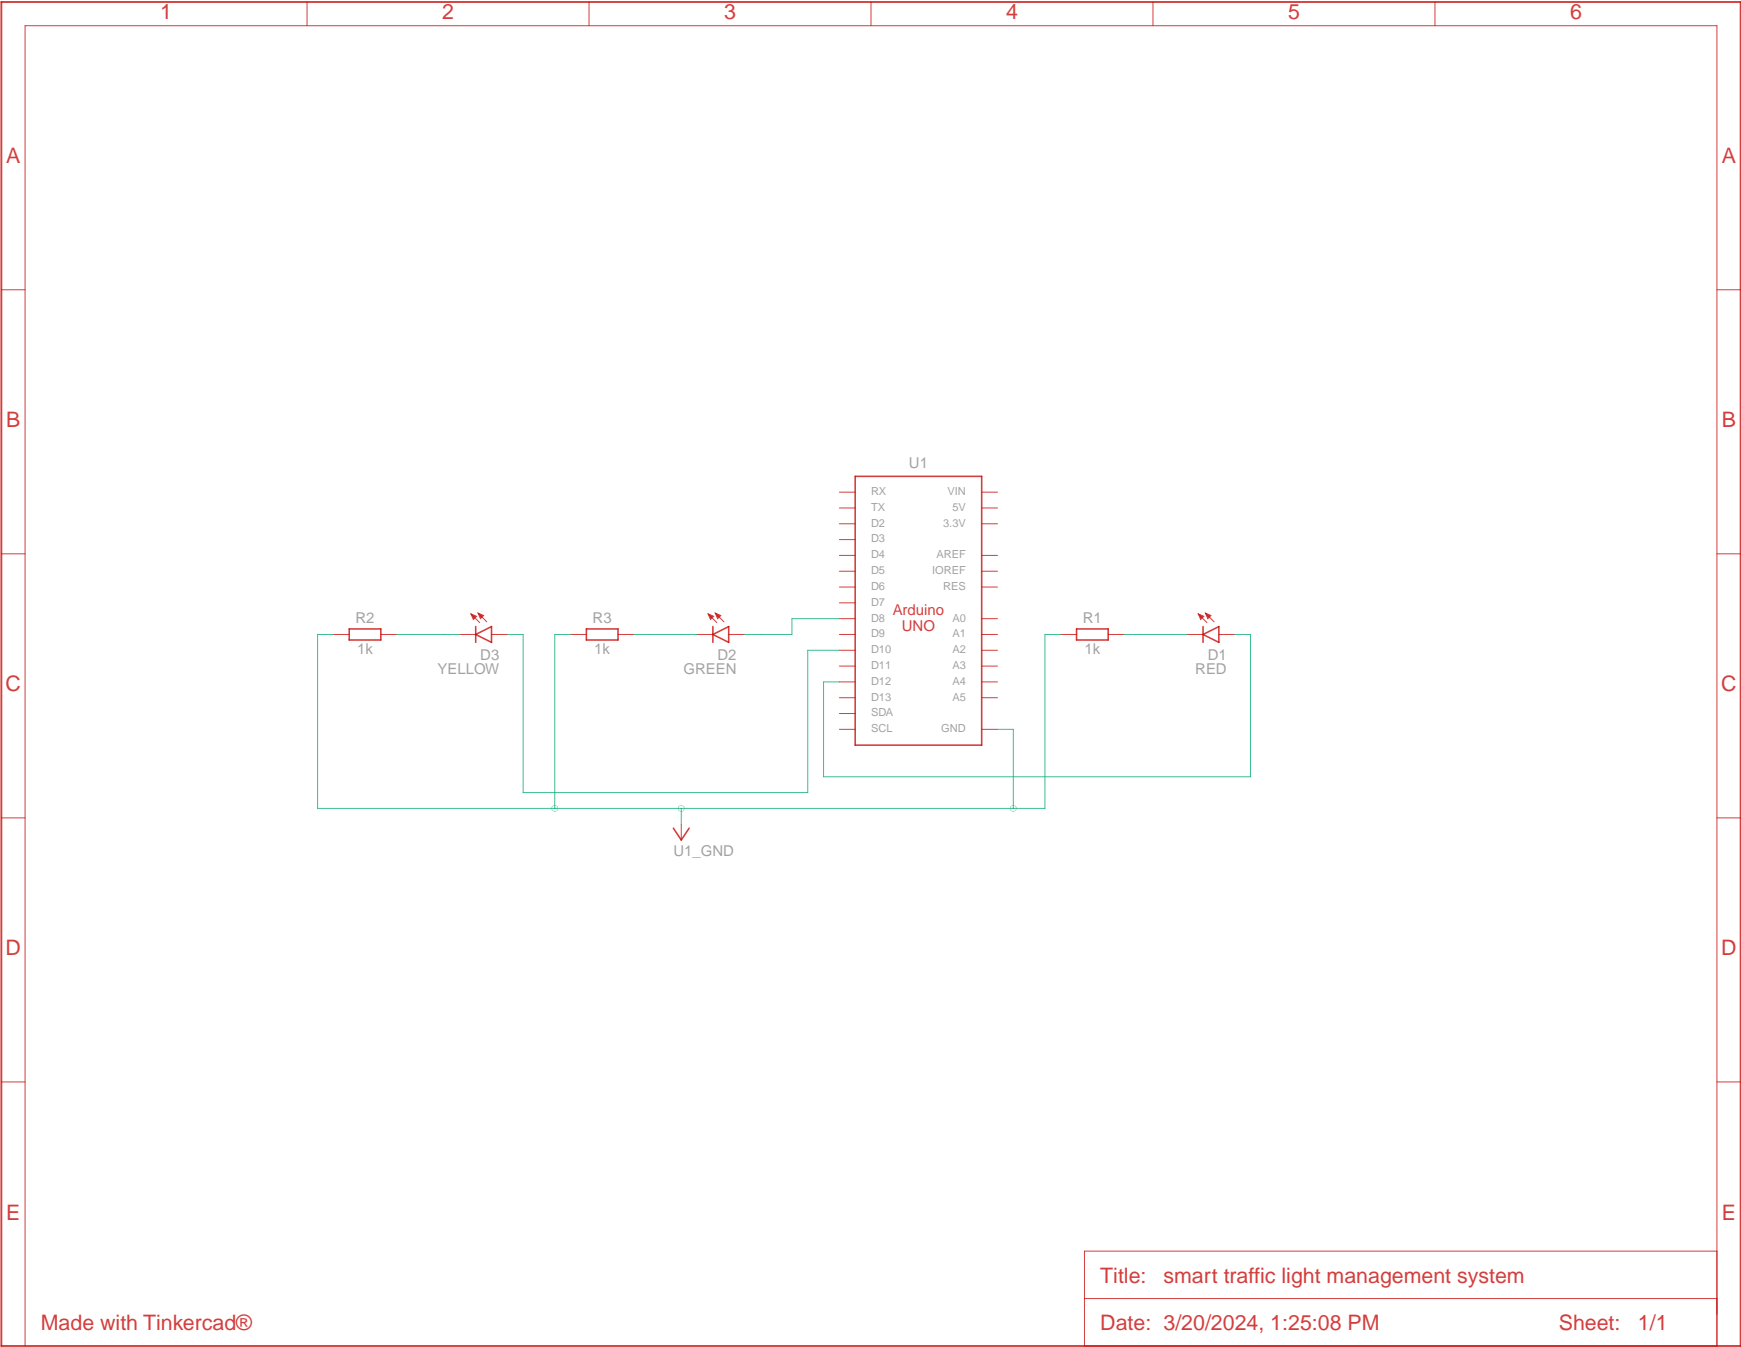 1 2 3 4 5 6
A A
B B
U1
RX VIN
TX 5V
D2 3.3V
D3
D4 AREF
D5 IOREF
D6 RES
D7
Arduino
UNO
D8 A0
D9 A1
D10 A2
D11 A3
D12 A4
D13 A5
SDA
SCL GND
R2
1k
D3
YELLOW
R3
1k
D2
GREEN
R1
1k
D1
RED
C C
U1_GND
D D
E E
Title: smart traffic light management system
Made with Tinkercad®
Date: 3/20/2024, 1:25:08 PM Sheet: 1/1